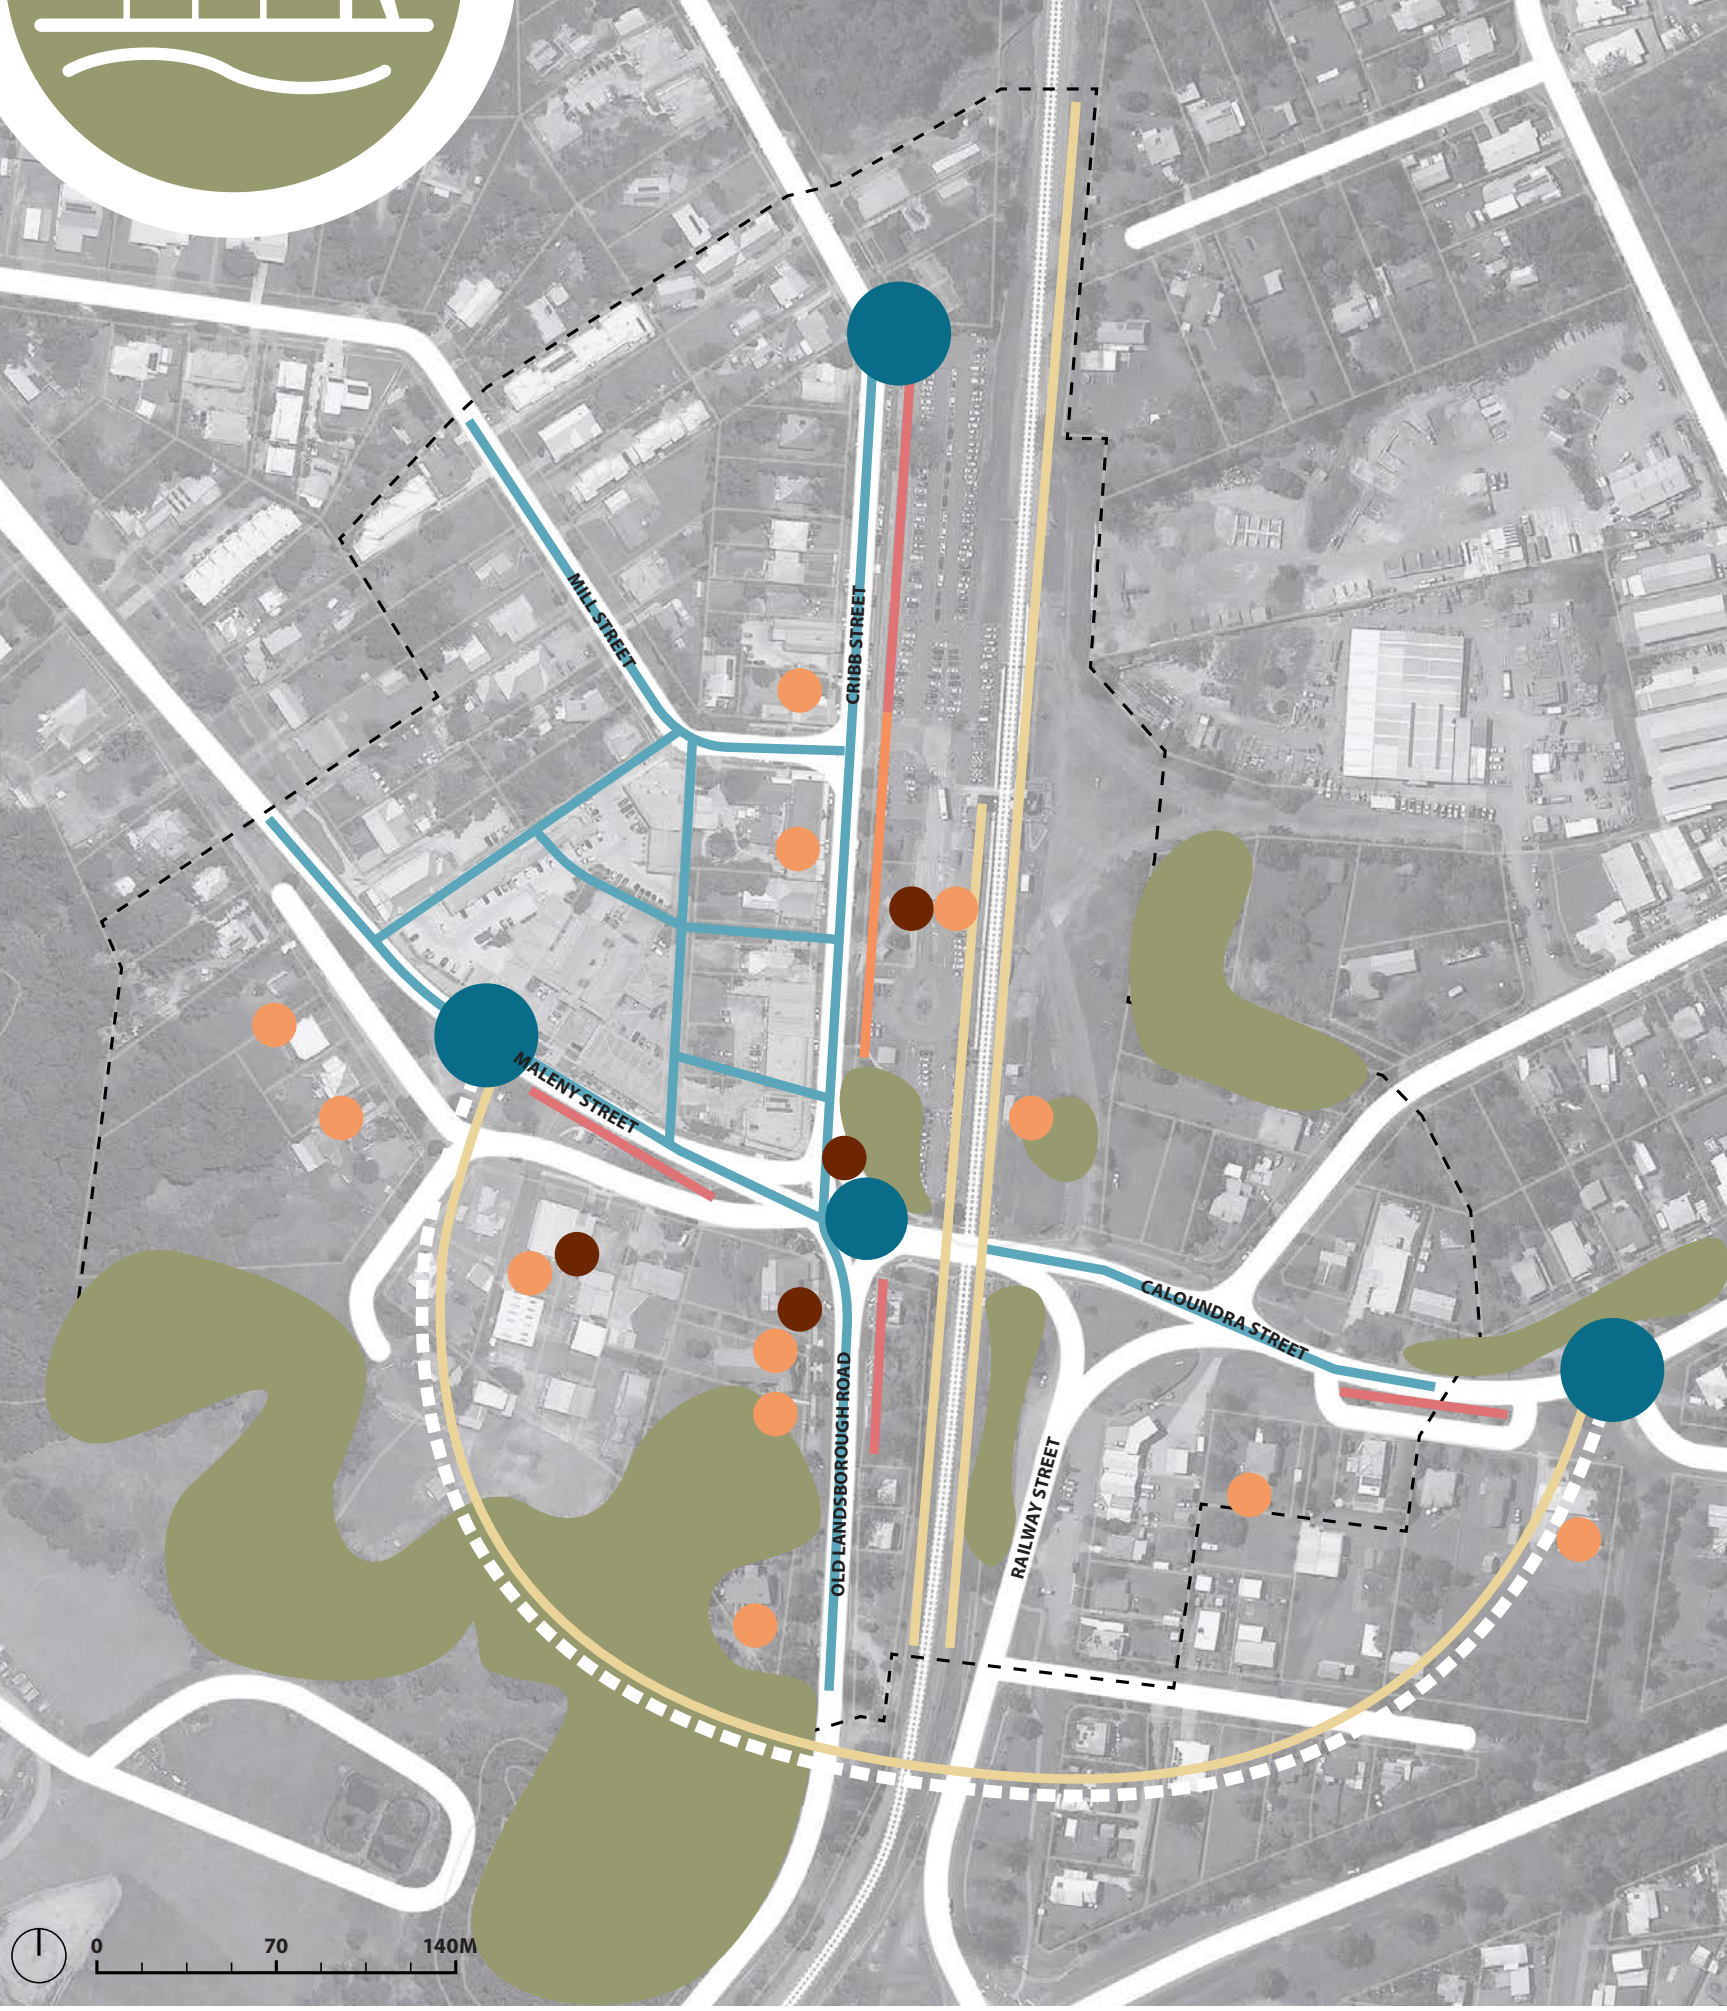 MILL STREET
CRIBB STREET
MALENY STREET
CALOUNDRA STREET
OLD LANDSBOROUGH ROAD
RAILWAY STREET
0 70 140M